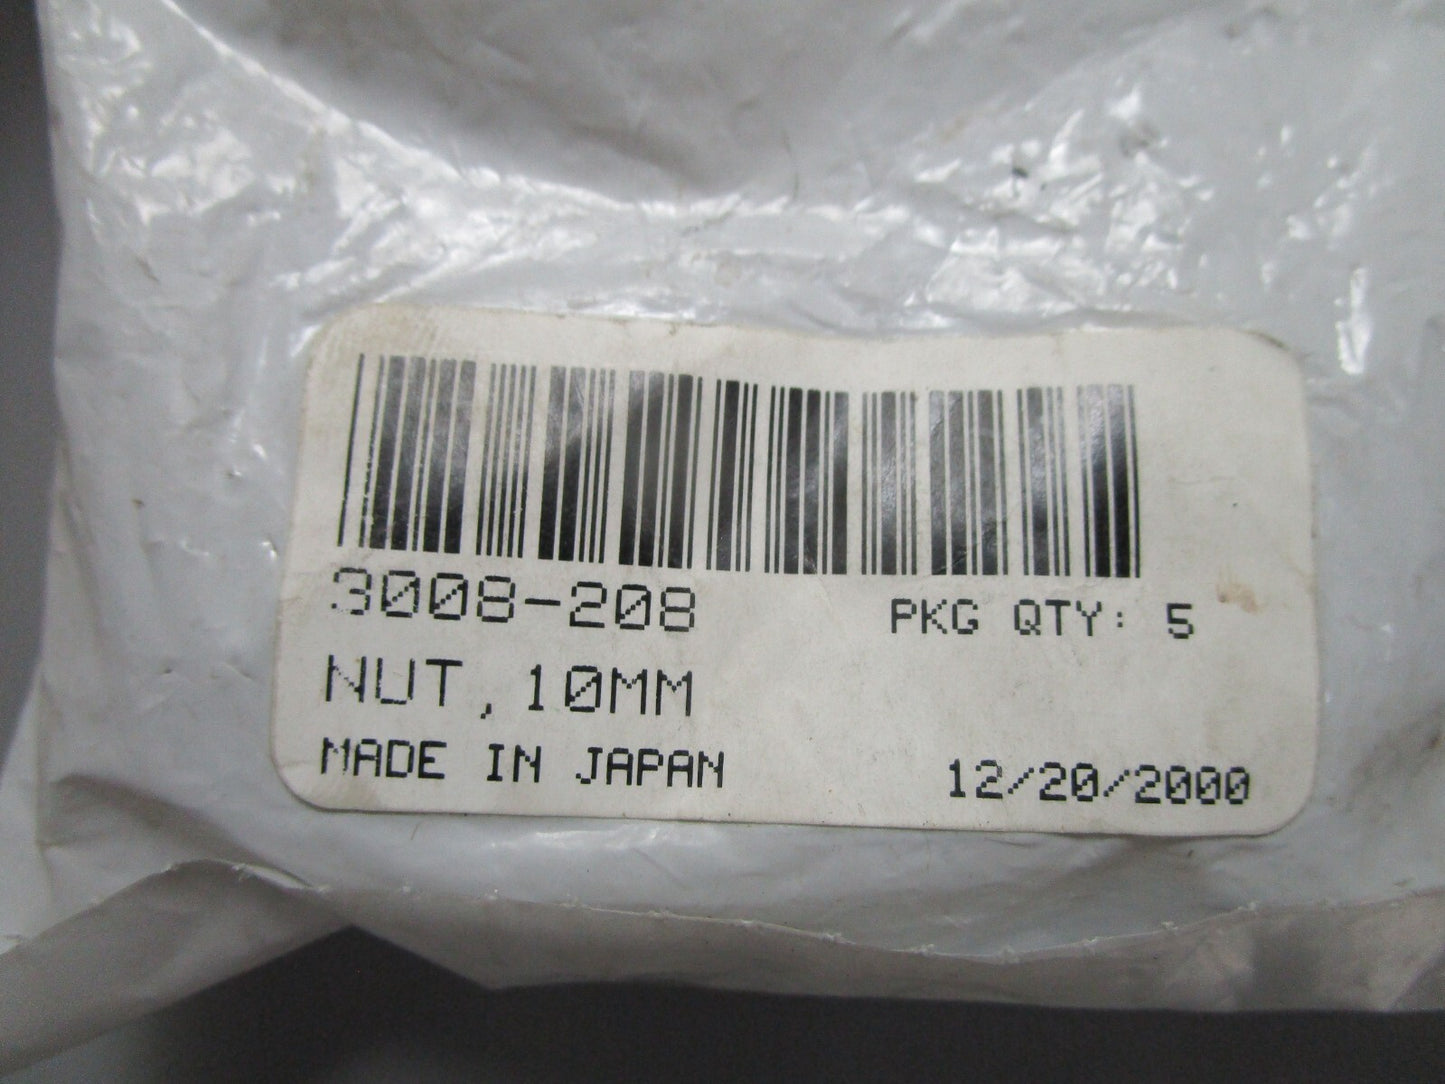 3008-208 PKG QTY: 5
NUT, 10MM
MADE IN JAPAN 12/20/2000